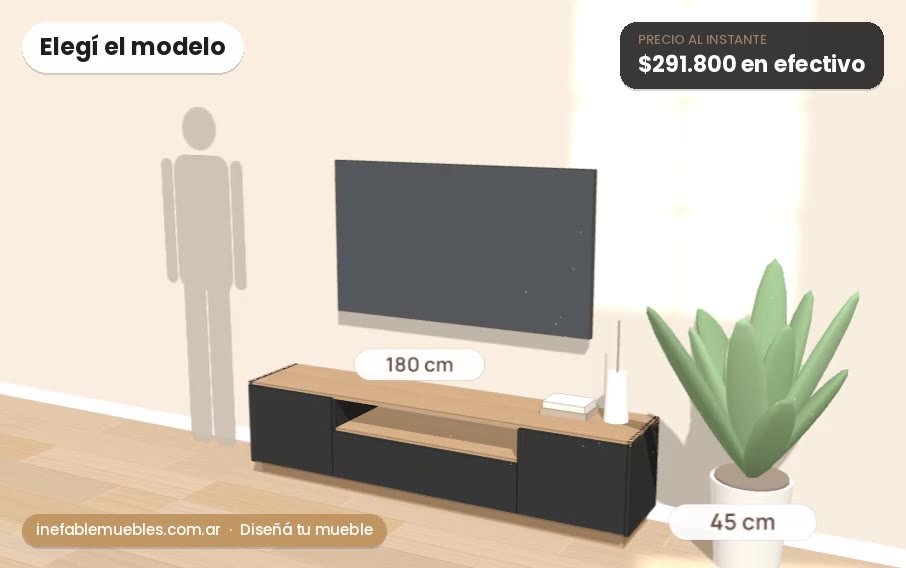 Elegí el modelo
PRECIO AL INSTANTE
$291.800 en efectivo
180 cm
45 cm
inefablemuebles.com.ar · Diseñá tu mueble